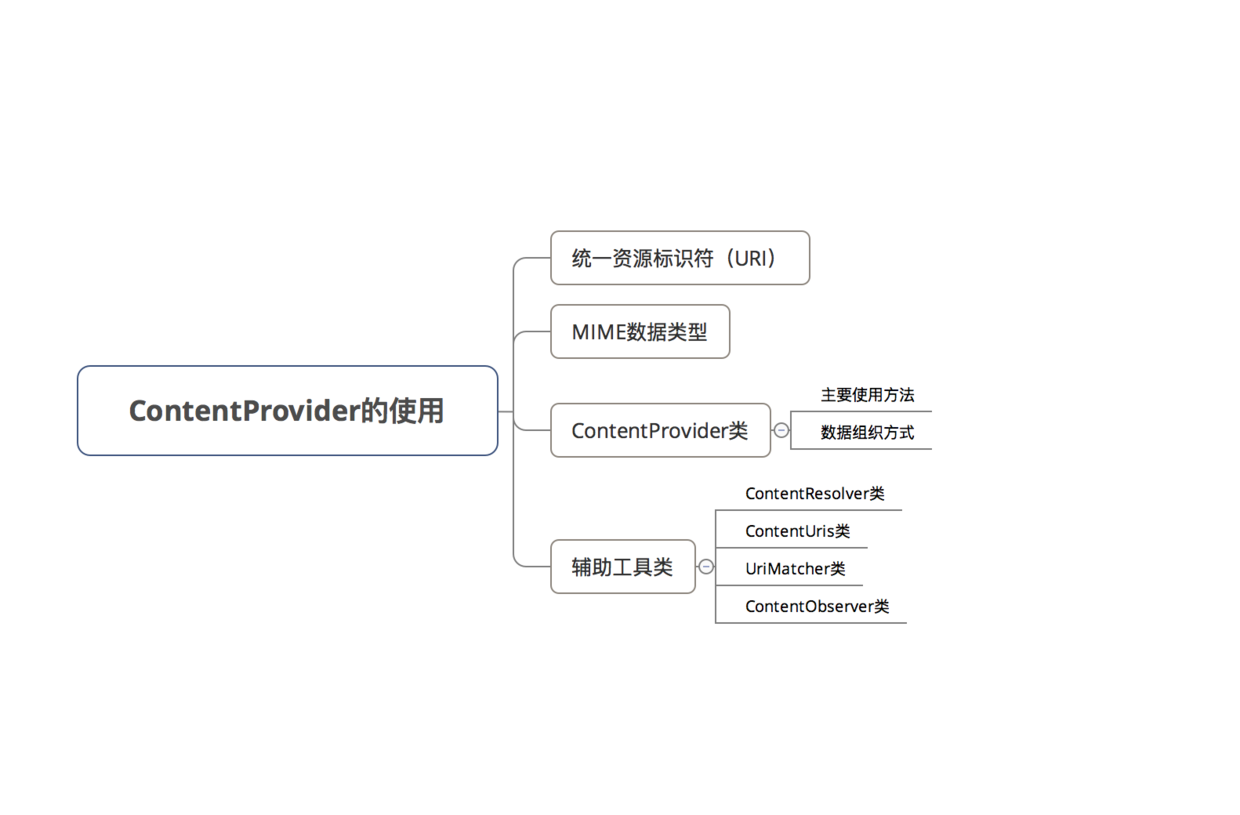 ContentProvider的使用
统一资源标识符（URI）
MIME数据类型
ContentProvider类
主要使用方法
数据组织方式
辅助工具类
ContentResolver类
ContentUris类
UriMatcher类
ContentObserver类